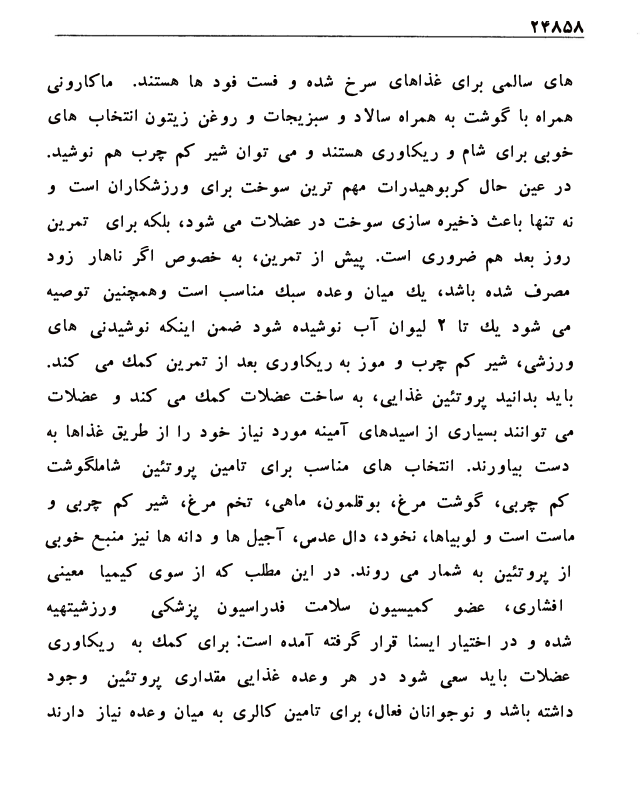 ۲۴۸۵۸
های سالمی برای غذاهای سرخ شده و فست فود ها هستند. ماکارونی
همراه با گوشت به همراه سالاد و سبزیجات و روغن زیتون انتخاب های
خوبی برای شام و ریکاوری هستند و می توان شیر کم چرب هم نوشید.
در عین حال کربوهیدرات مهم ترین سوخت برای ورزشکاران است و
نه تنها باعث ذخیره سازی سوخت در عضلات می شود، بلکه برای تمرین
روز بعد هم ضروری است. پیش از تمرین، به خصوص اگر ناهار زود
مصرف شده باشد، یك میان وعده سبك مناسب است وهمچنین توصیه
می شود یك تا ۲ لیوان آب نوشیده شود ضمن اینکه نوشیدنی های
ورزشی، شیر کم چرب و موز به ریکاوری بعد از تمرین کمك می کند.
باید بدانید پروتئین غذایی، به ساخت عضلات کمك می کند و عضلات
می توانند بسیاری از اسیدهای آمینه مورد نیاز خود را از طریق غذاها به
دست بیاورند. انتخاب های مناسب برای تامین پروتئین شاملگوشت
کم چربی، گوشت مرغ، بوقلمون، ماهی، تخم مرغ، شیر کم چربی و
ماست است و لوبیاها، نخود، دال عدس، آجیل ها و دانه ها نیز منبع خوبی
از پروتئین به شمار می روند. در این مطلب که از سوی کیمیا معینی
افشاری، عضو کمیسیون سلامت فدراسیون پزشکی ورزشیتهیه
شده و در اختیار ایسنا قرار گرفته آمده است: برای کمك به ریکاوری
عضلات باید سعی شود در هر وعده غذایی مقداری پروتئین وجود
داشته باشد و نوجوانان فعال، برای تامین کالری به میان وعده نیاز دارند